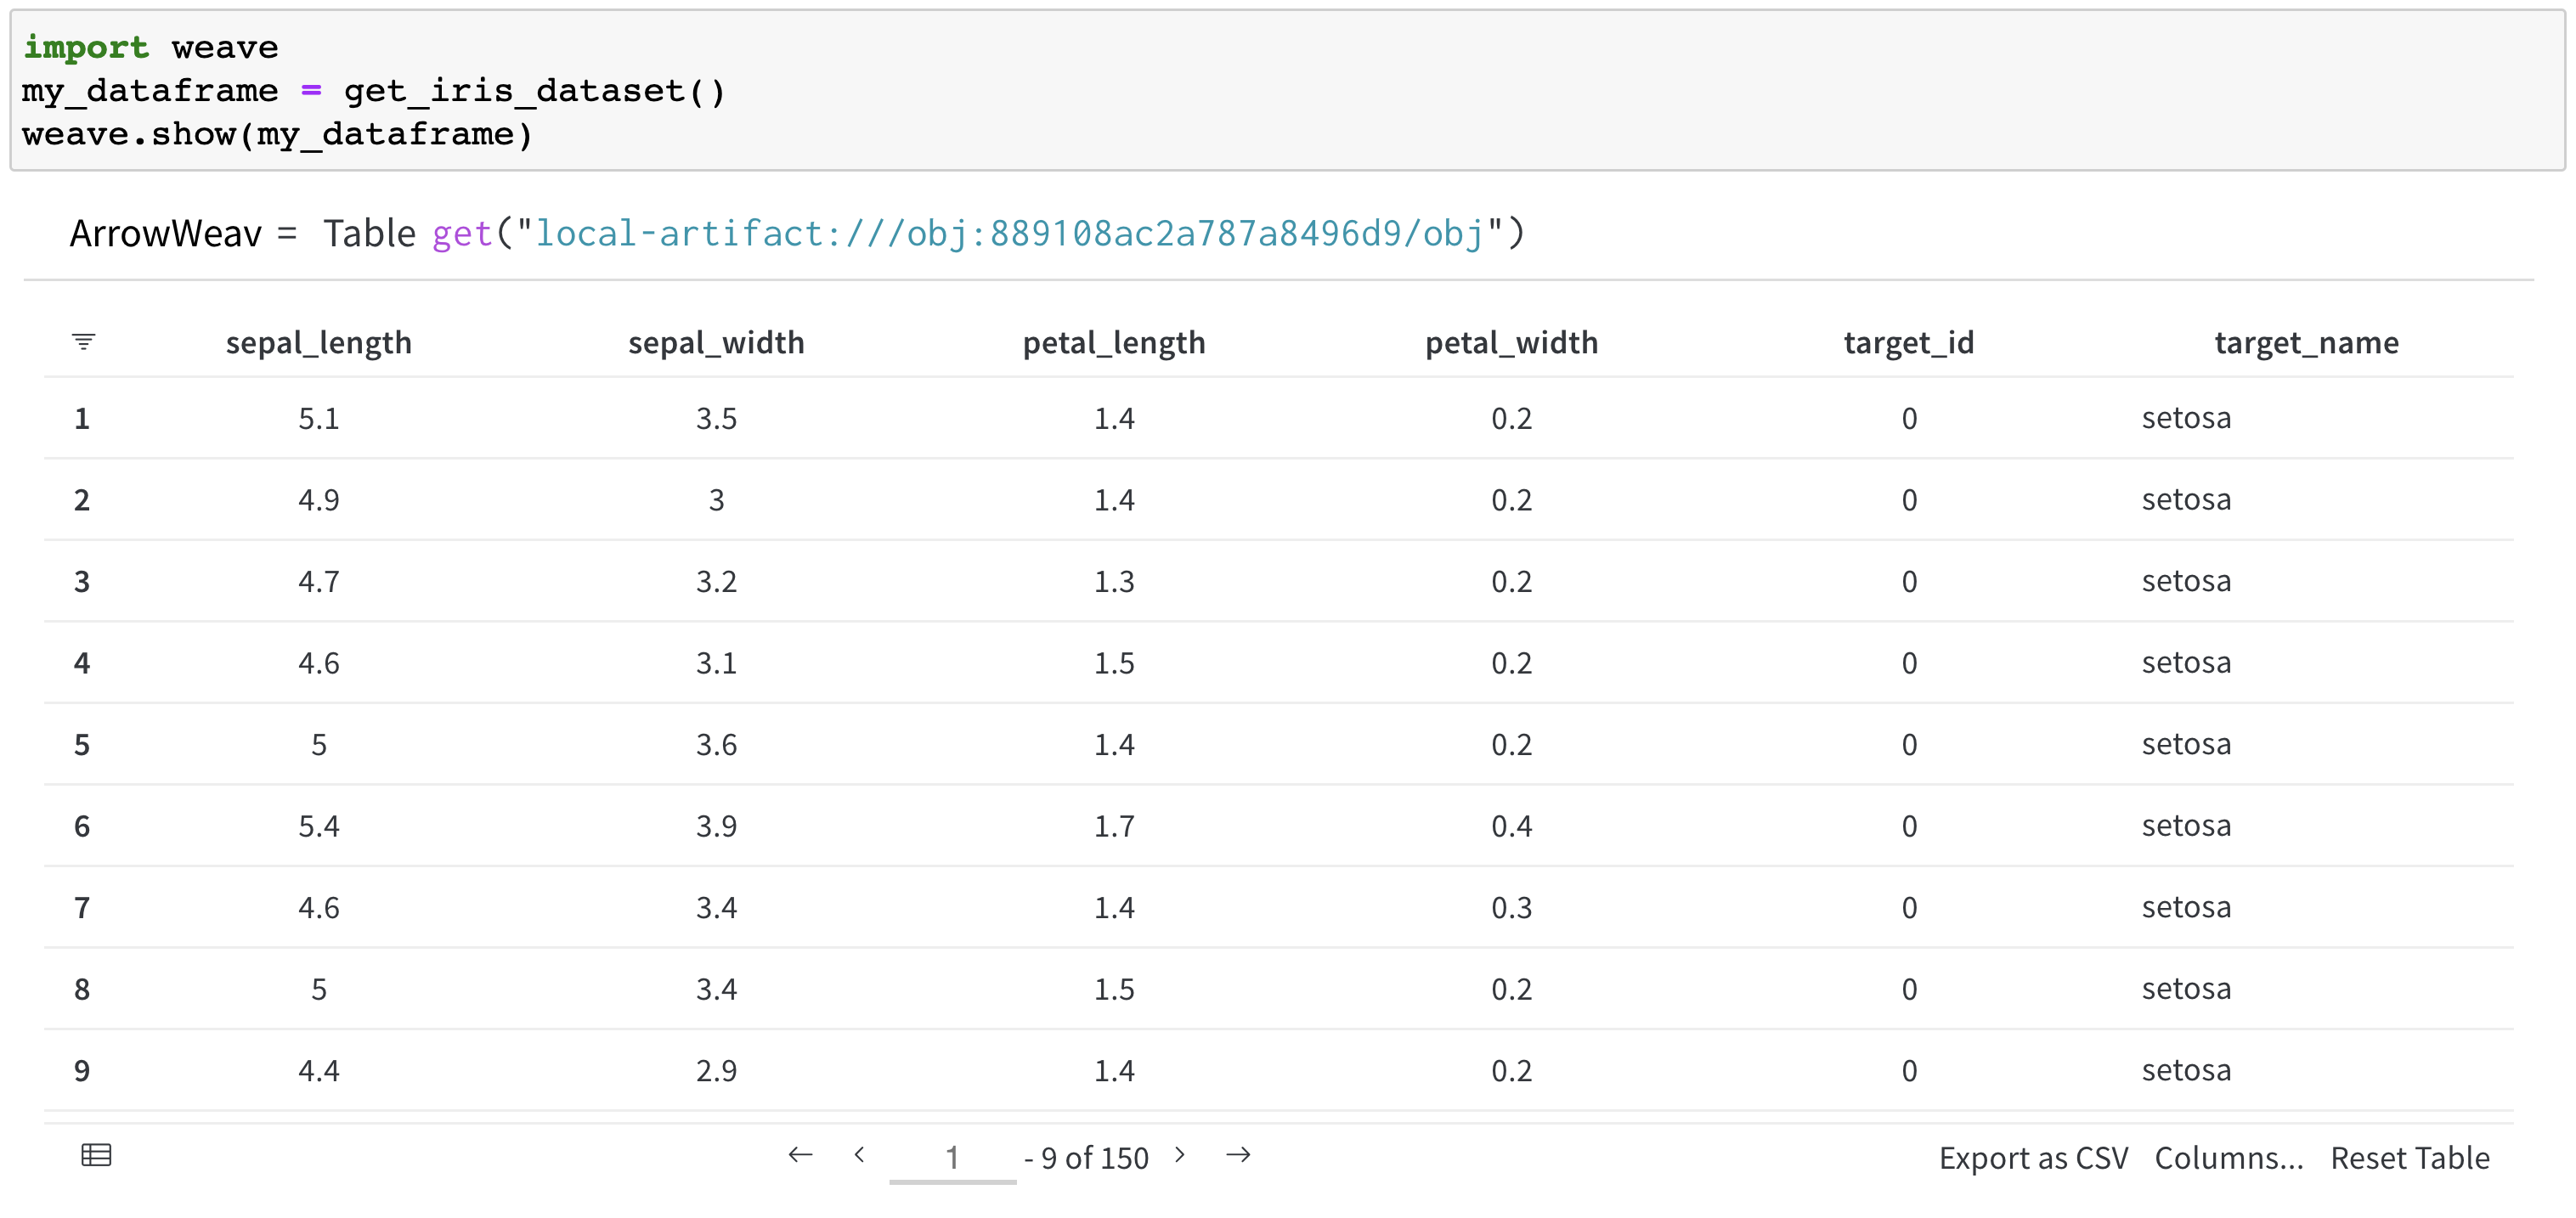 import weave
my_dataframe = get_iris_dataset()
weave.show(my_dataframe)
ArrowWeav = Table get("local-artifact:///obj:889108ac2a787a8496d9/obj")
sepal_length sepal_width petal_length petal_width target_id target_name
1 5.1 3.5 1.4 0.2 0 setosa
2 4.9 3 1.4 0.2 0 setosa
3 4.7 3.2 1.3 0.2 0 setosa
4 4.6 3.1 1.5 0.2 0 setosa
5 5 3.6 1.4 0.2 0 setosa
6 5.4 3.9 1.7 0.4 0 setosa
7 4.6 3.4 1.4 0.3 0 setosa
8 5 3.4 1.5 0.2 0 setosa
9 4.4 2.9 1.4 0.2 0 setosa
1 - 9 of 150 Export as CSV Columns... Reset Table